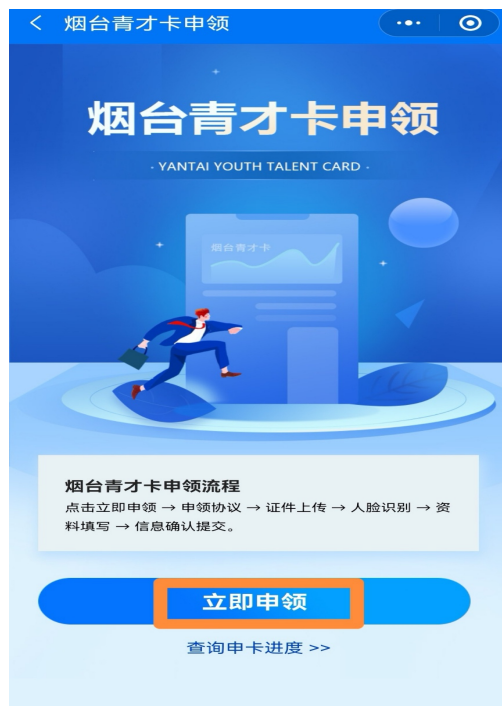 烟台青才卡申领
烟台青才卡申领
· YANTAI YOUTH TALENT CARD ·
烟台青才卡
烟台青才卡申领流程
点击立即申领 → 申领协议 → 证件上传 → 人脸识别 → 资
料填写 → 信息确认提交。
立即申领
查询申卡进度 >>